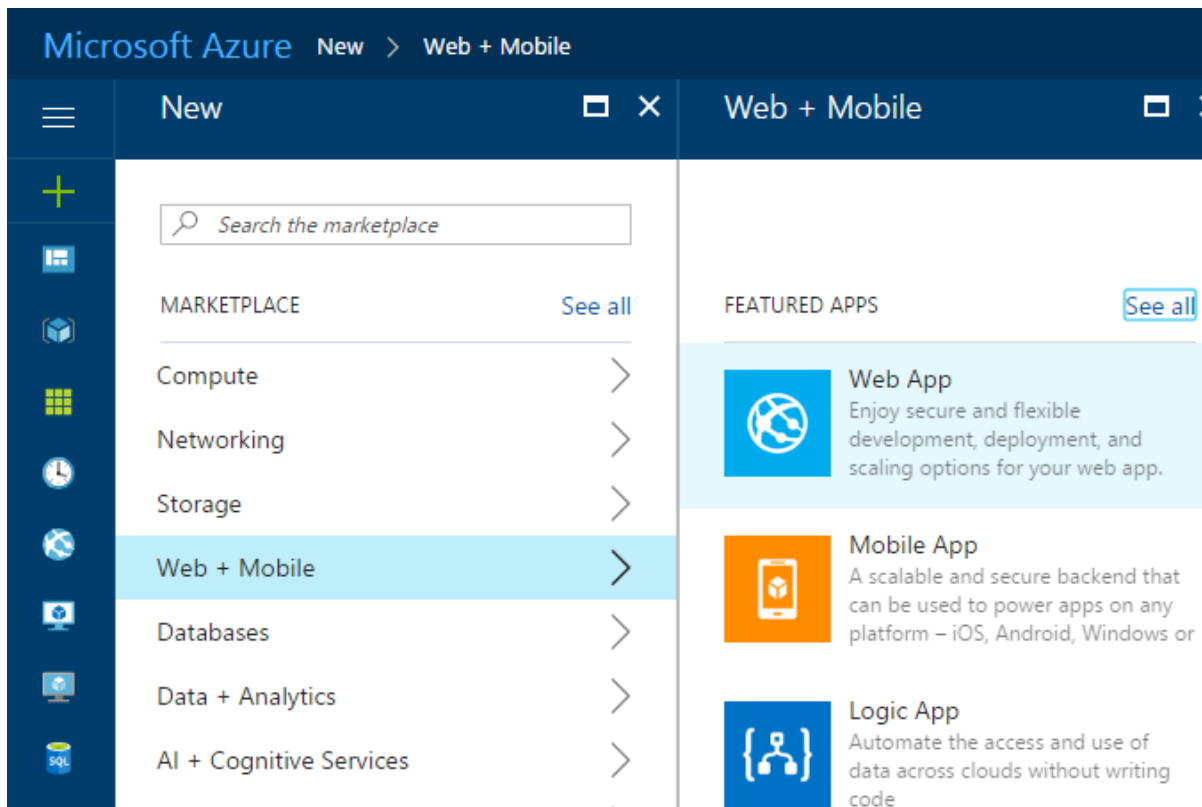 Microsoft Azure New > Web + Mobile
New
Search the marketplace
MARKETPLACE See all
Compute
Networking
Storage
Web + Mobile
Databases
Data + Analytics
AI + Cognitive Services
Web + Mobile
FEATURED APPS See all
Web App
Enjoy secure and flexible
development, deployment, and
scaling options for your web app.
Mobile App
A scalable and secure backend that
can be used to power apps on any
platform – iOS, Android, Windows or
Logic App
Automate the access and use of
data across clouds without writing
code
SQL